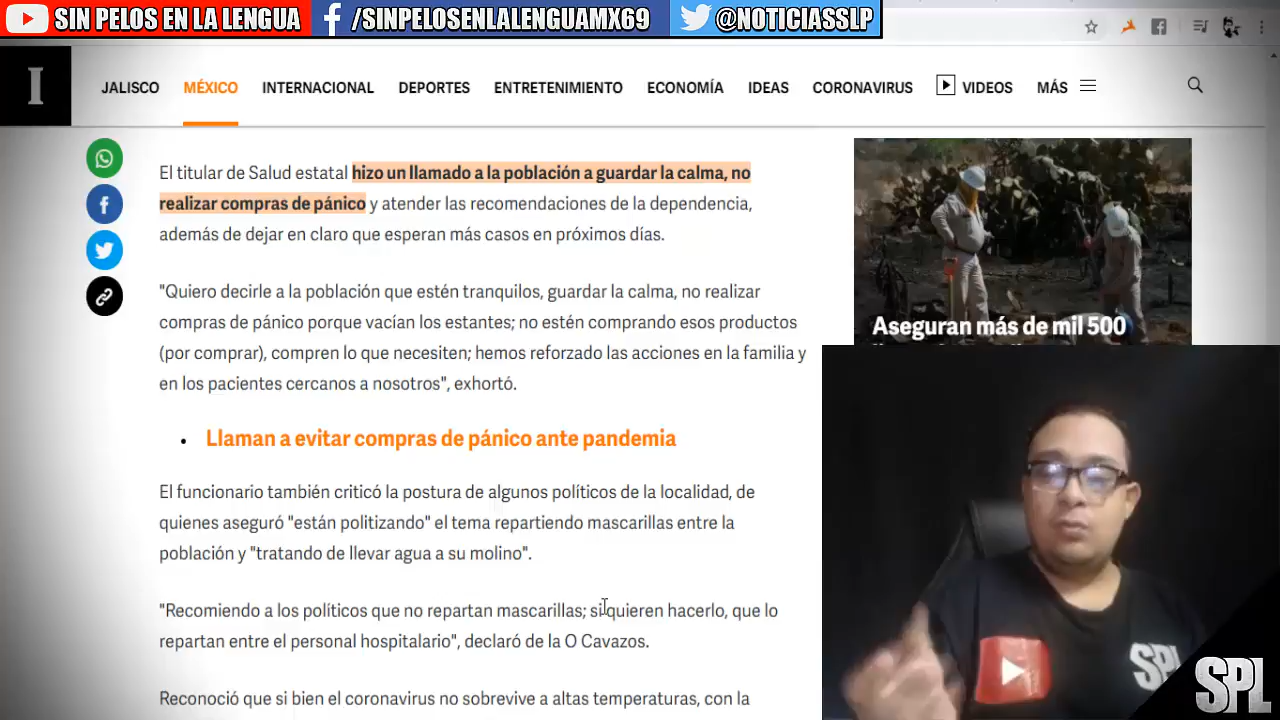 SIN PELOS EN LA LENGUA
/SINPELOSENLALENGUAMX69
@NOTICIASSLP
I
JALISCO
MÉXICO
INTERNACIONAL
DEPORTES
ENTRETENIMIENTO
ECONOMÍA
IDEAS
CORONAVIRUS
VIDEOS
MÁS
El titular de Salud estatal hizo un llamado a la población a guardar la calma, no
realizar compras de pánico y atender las recomendaciones de la dependencia,
además de dejar en claro que esperan más casos en próximos días.
"Quiero decirle a la población que estén tranquilos, guardar la calma, no realizar
compras de pánico porque vacían los estantes; no estén comprando esos productos
(por comprar), compren lo que necesiten; hemos reforzado las acciones en la familia y
en los pacientes cercanos a nosotros", exhortó.
• Llaman a evitar compras de pánico ante pandemia
El funcionario también criticó la postura de algunos políticos de la localidad, de
quienes aseguró "están politizando" el tema repartiendo mascarillas entre la
población y "tratando de llevar agua a su molino".
"Recomiendo a los políticos que no repartan mascarillas; si quieren hacerlo, que lo
repartan entre el personal hospitalario", declaró de la O Cavazos.
Reconoció que si bien el coronavirus no sobrevive a altas temperaturas, con la
Aseguran más de mil 500
SPL
SPL